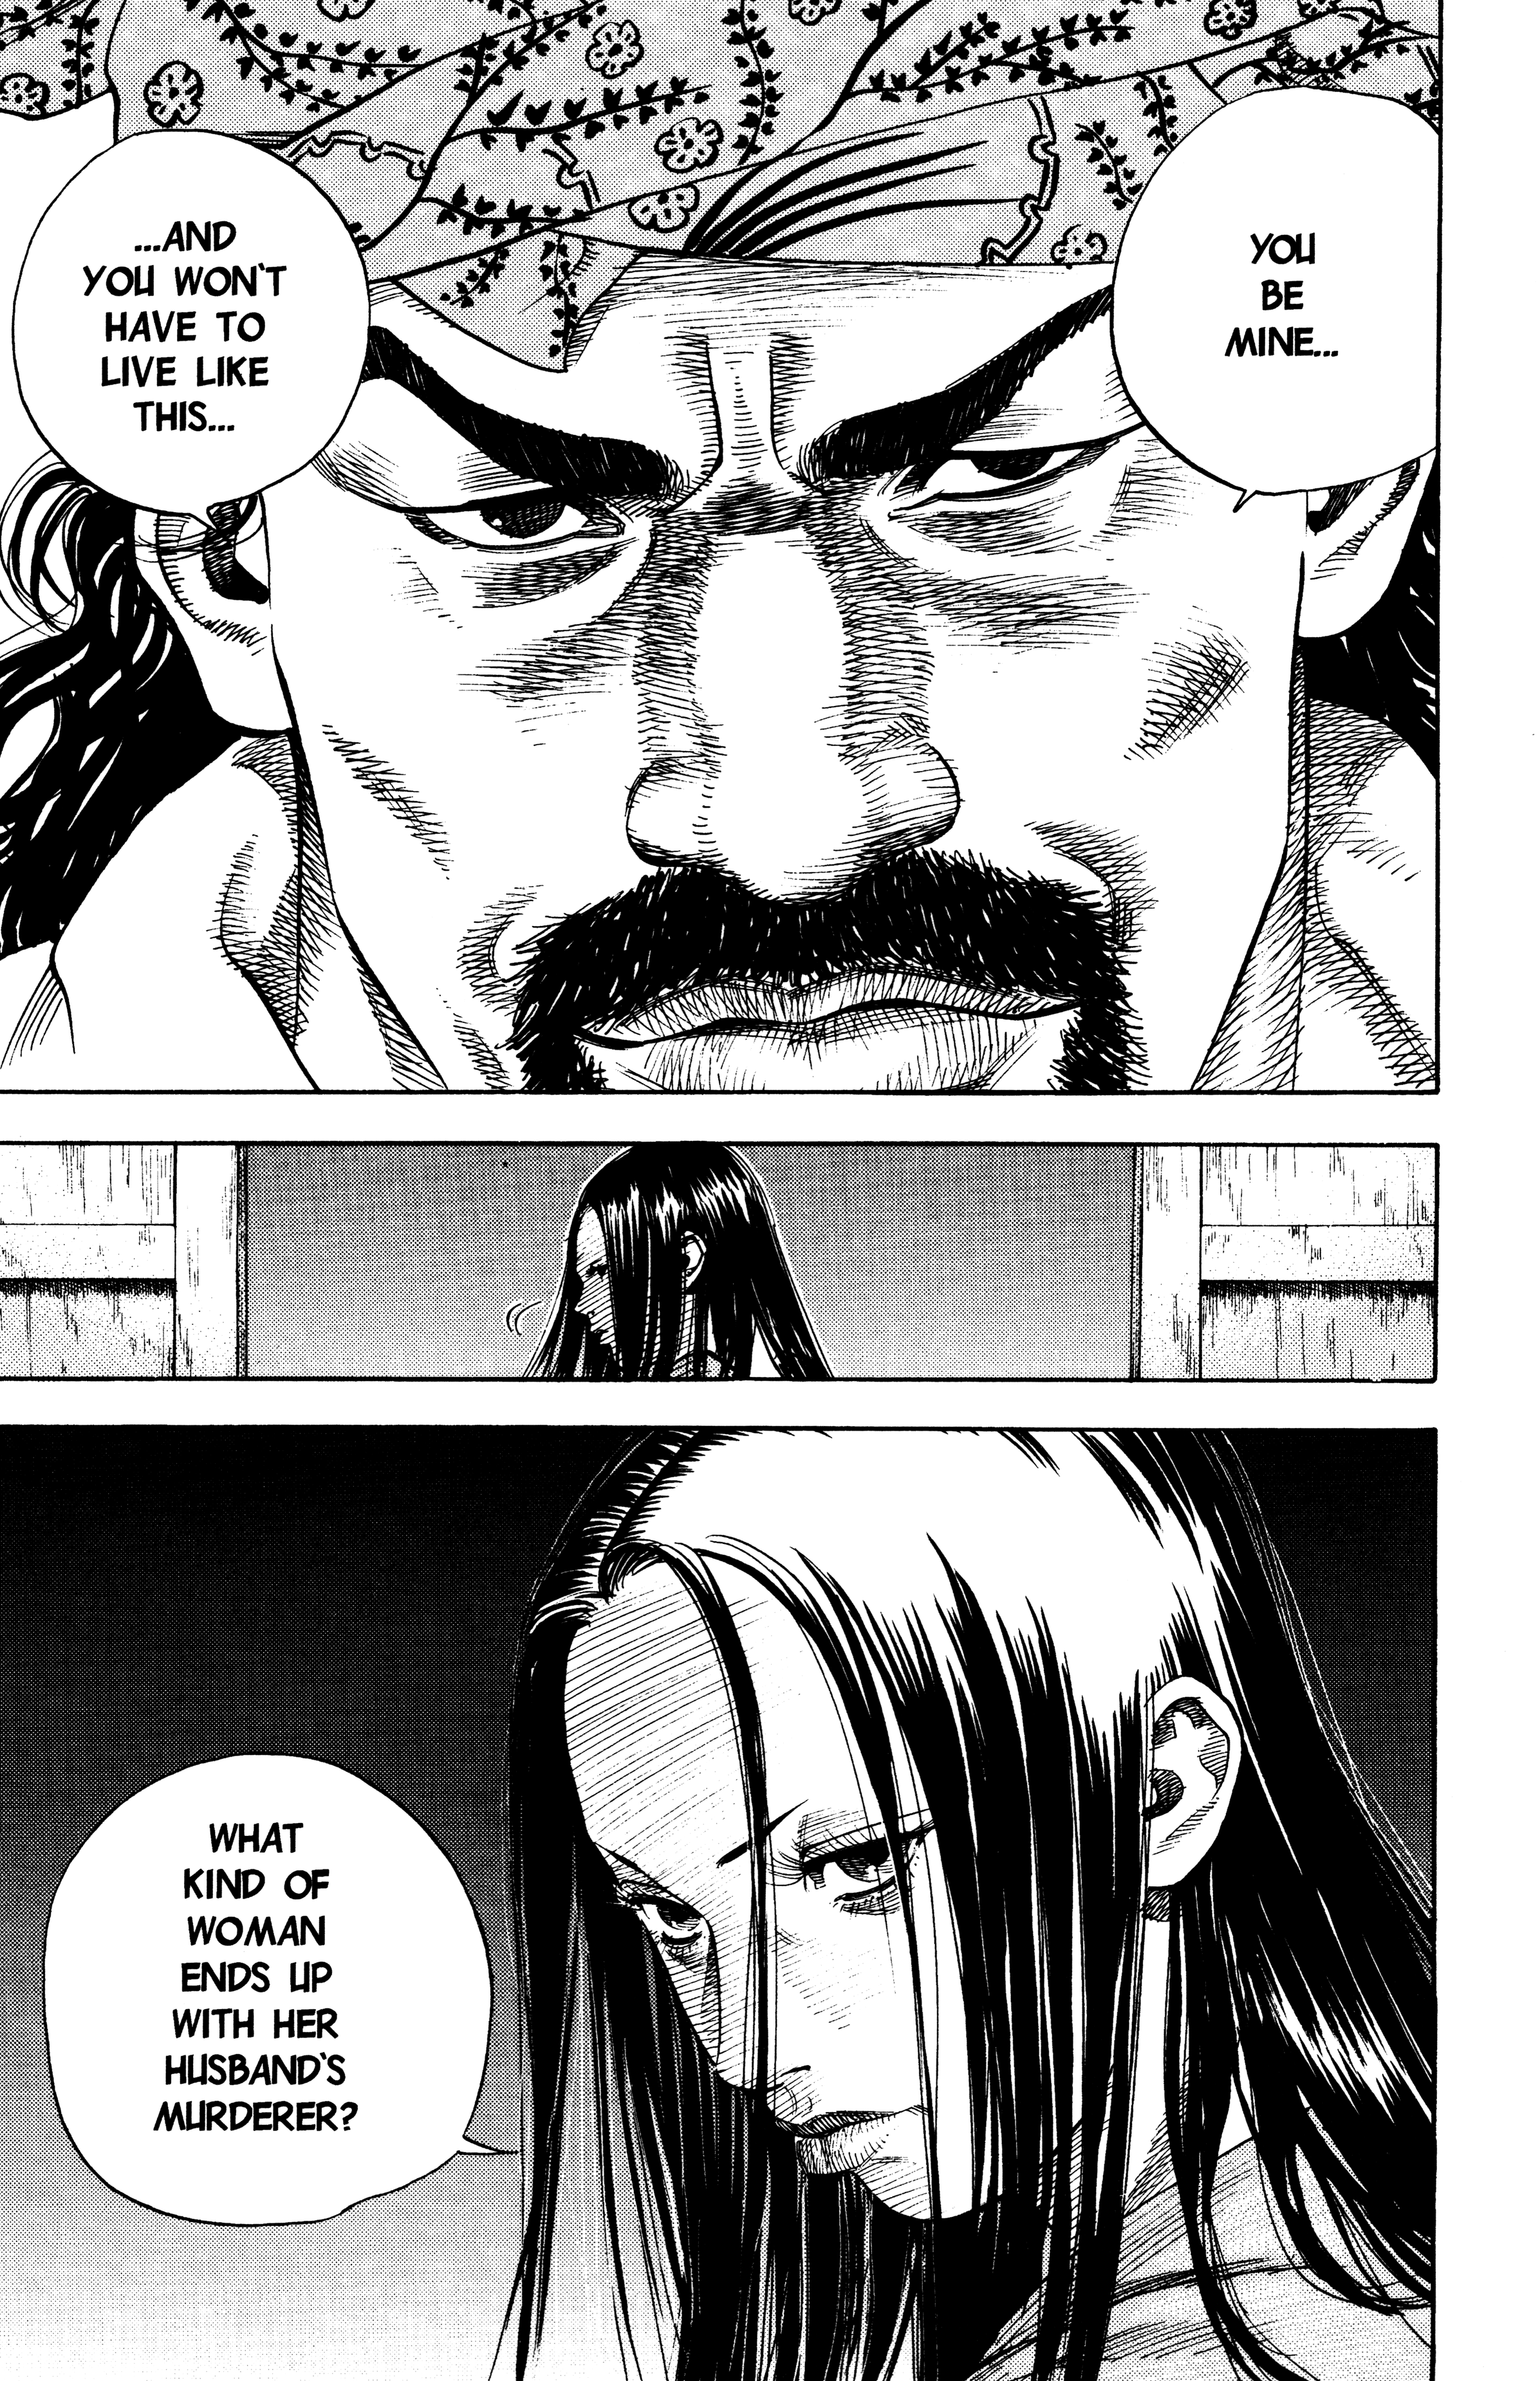 YOU
BE
MINE...
...AND
YOU WON'T
HAVE TO
LIVE LIKE
THIS...
WHAT
KIND OF
WOMAN
ENDS UP
WITH HER
HUSBAND'S
MURDERER?